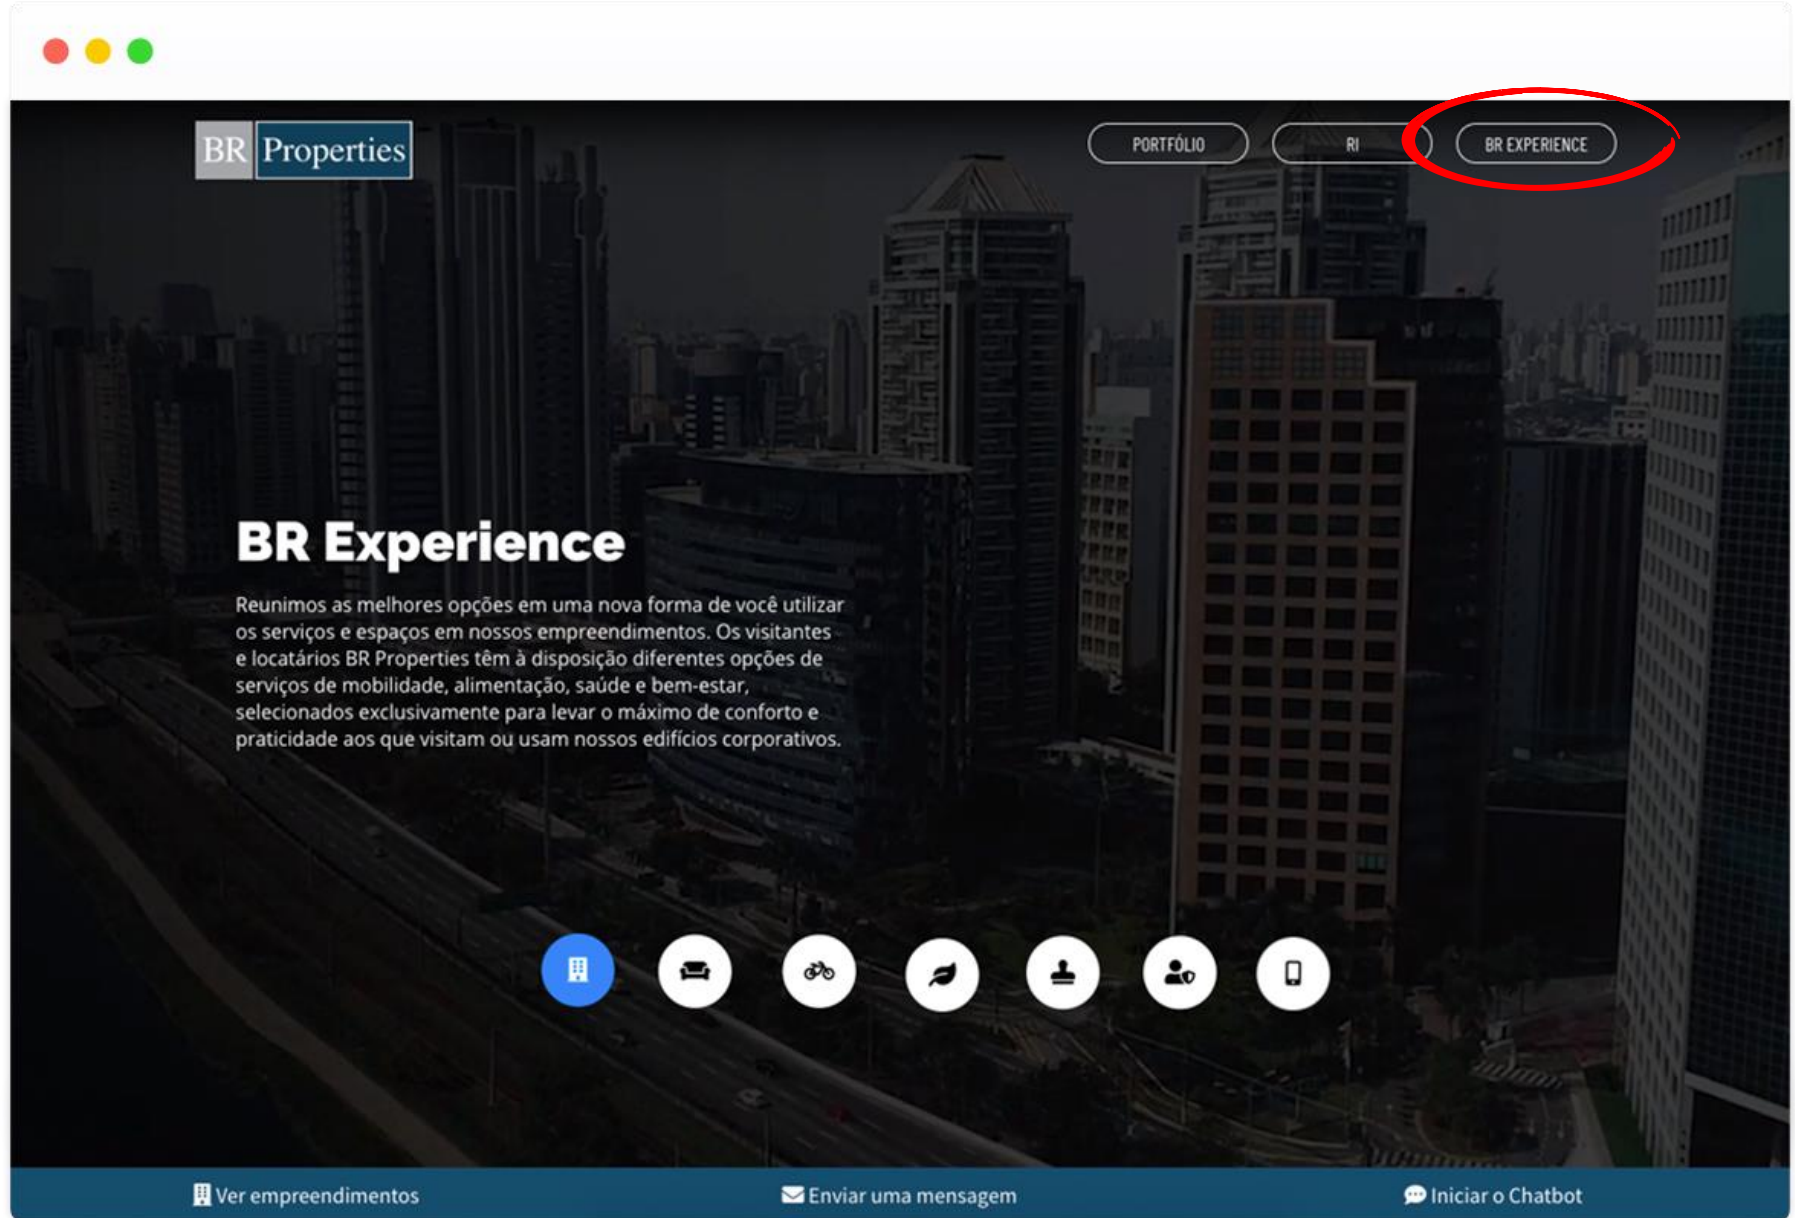 BR Properties
PORTFÓLIO
RI
BR EXPERIENCE
BR Experience
Reunimos as melhores opções em uma nova forma de você utilizar
os serviços e espaços em nossos empreendimentos. Os visitantes
e locatários BR Properties têm à disposição diferentes opções de
serviços de mobilidade, alimentação, saúde e bem-estar,
selecionados exclusivamente para levar o máximo de conforto e
praticidade aos que visitam ou usam nossos edifícios corporativos.
Ver empreendimentos
Enviar uma mensagem
Iniciar o Chatbot